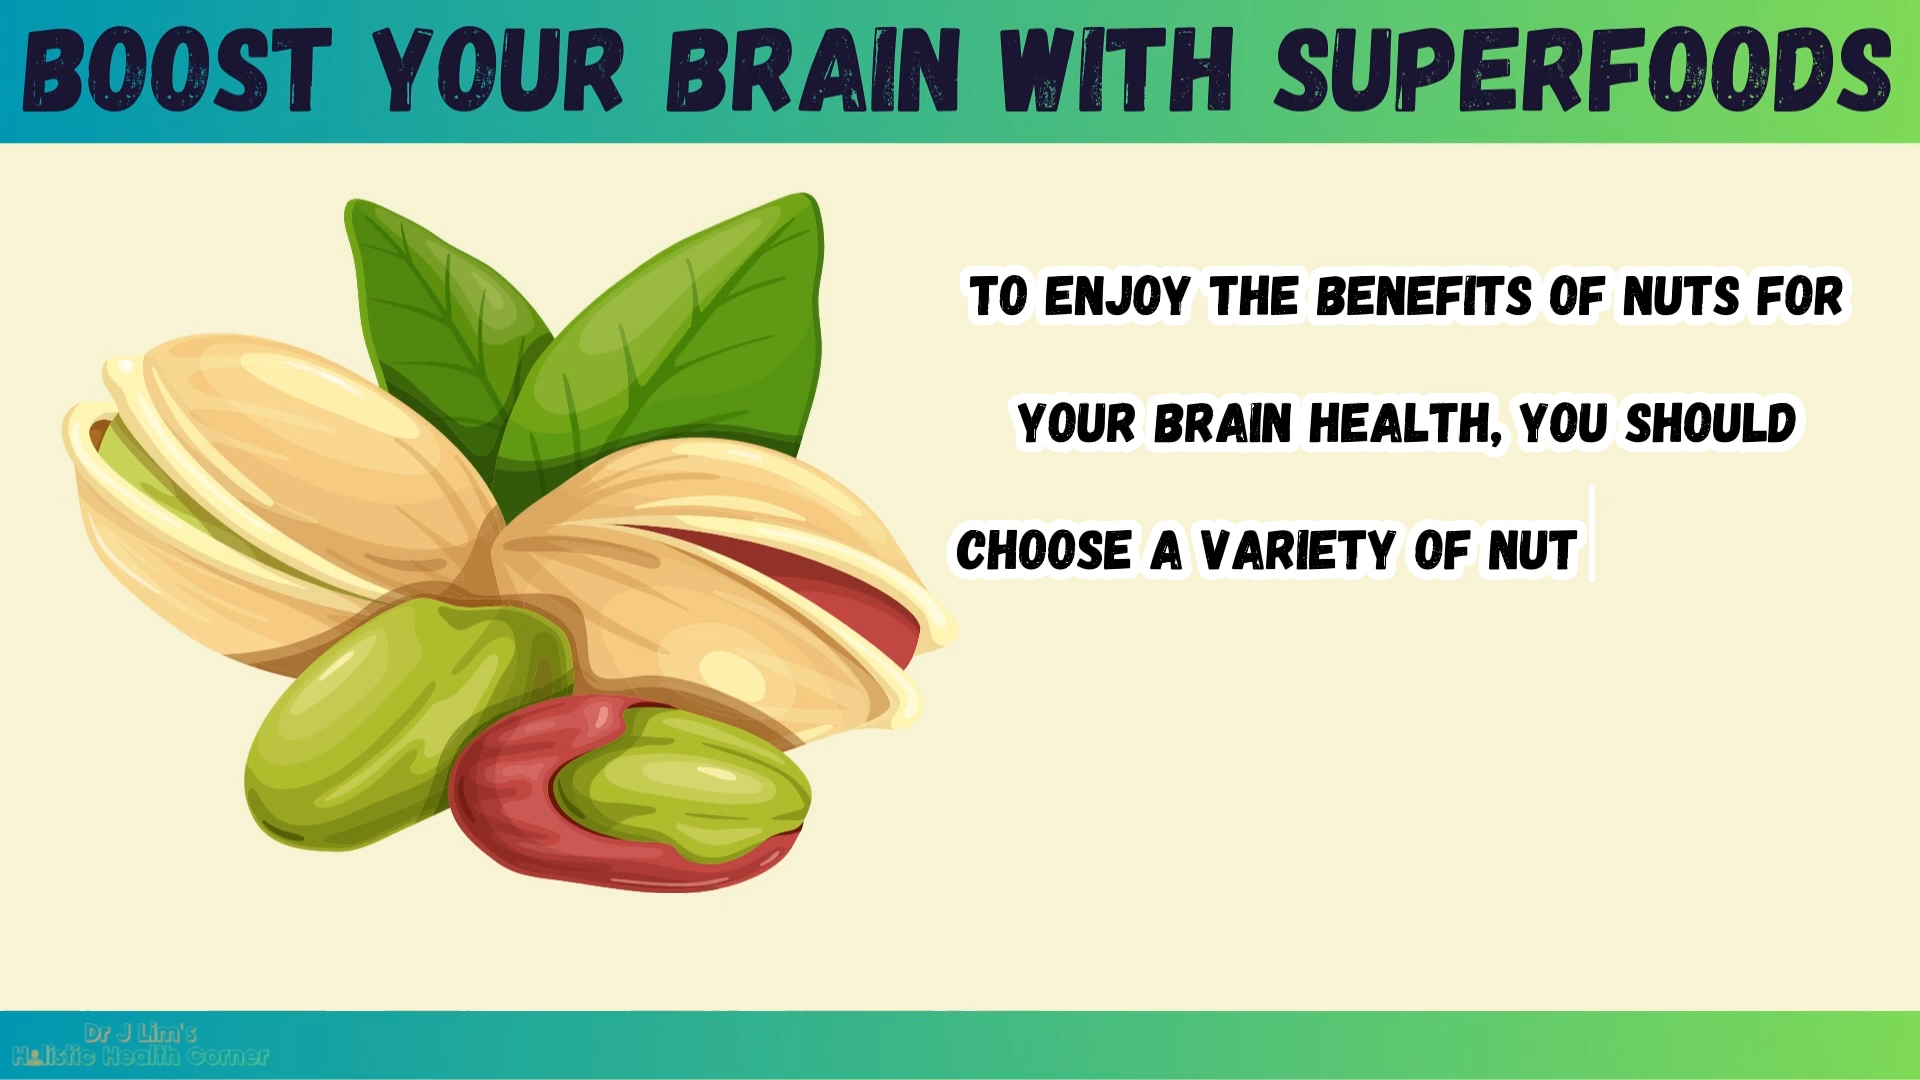 BOOST YOUR BRAIN WITH SUPERFOODS
TO ENJOY THE BENEFITS OF NUTS FOR
YOUR BRAIN HEALTH, YOU SHOULD
CHOOSE A VARIETY OF NUT
Dr J Lim's
Holistic Health Corner